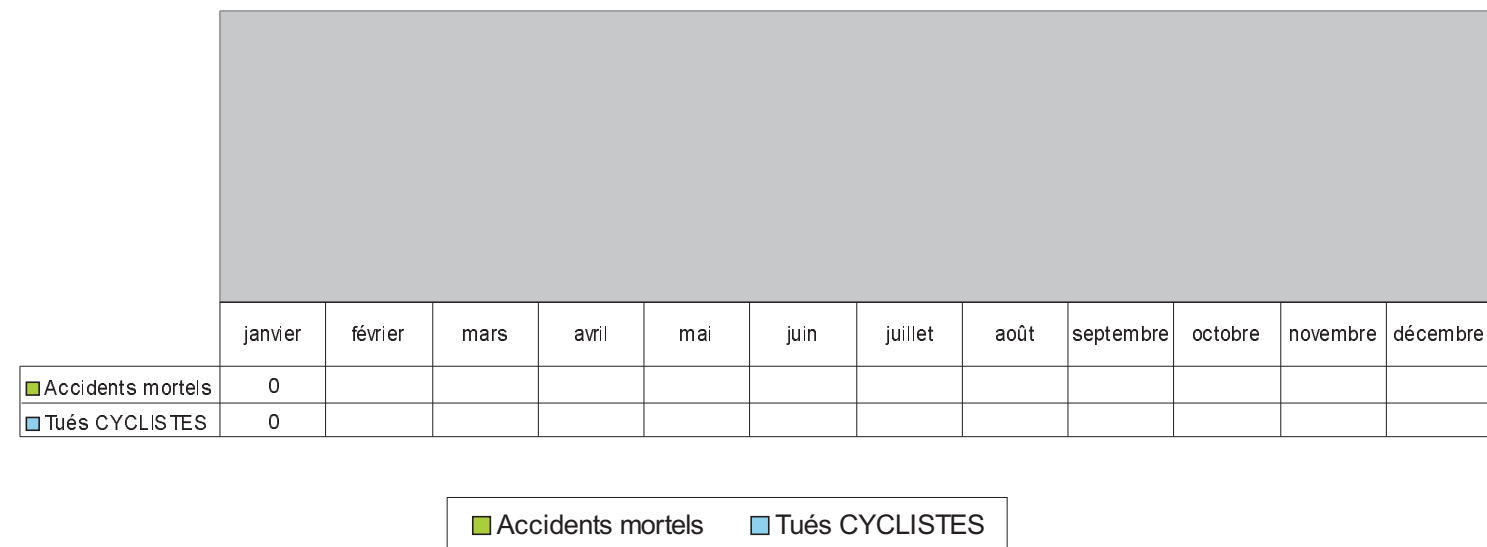 janvier février mars avril mai juin juillet août septembre octobre novembre décembre
Accidents mortels 0
Tués CYCLISTES 0
Accidents mortels Tués CYCLISTES